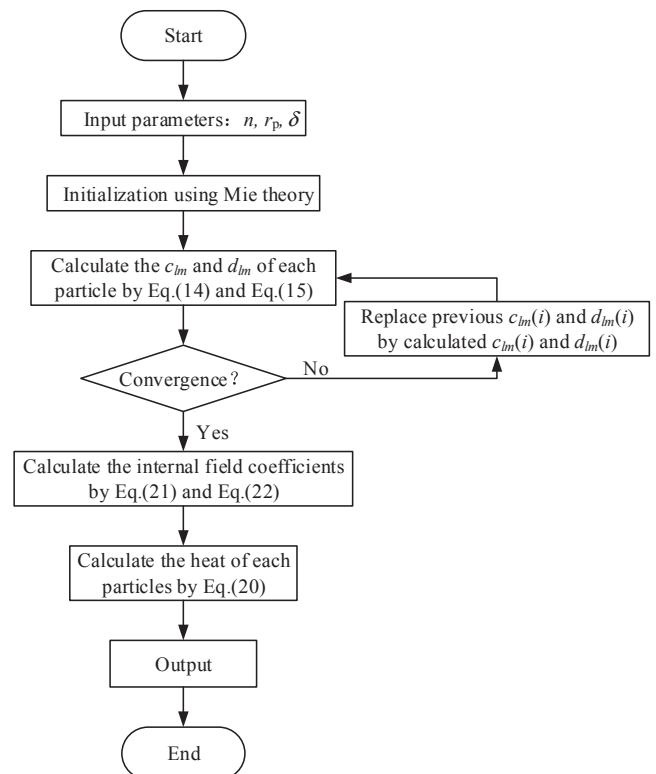 Start
Input parameters：n, rp, δ
Initialization using Mie theory
Calculate the clm and dlm of each
particle by Eq.(14) and Eq.(15)
Replace previous clm(i) and dlm(i)
by calculated clm(i) and dlm(i)
Convergence?
No
Yes
Calculate the internal field coefficients
by Eq.(21) and Eq.(22)
Calculate the heat of each
particles by Eq.(20)
Output
End